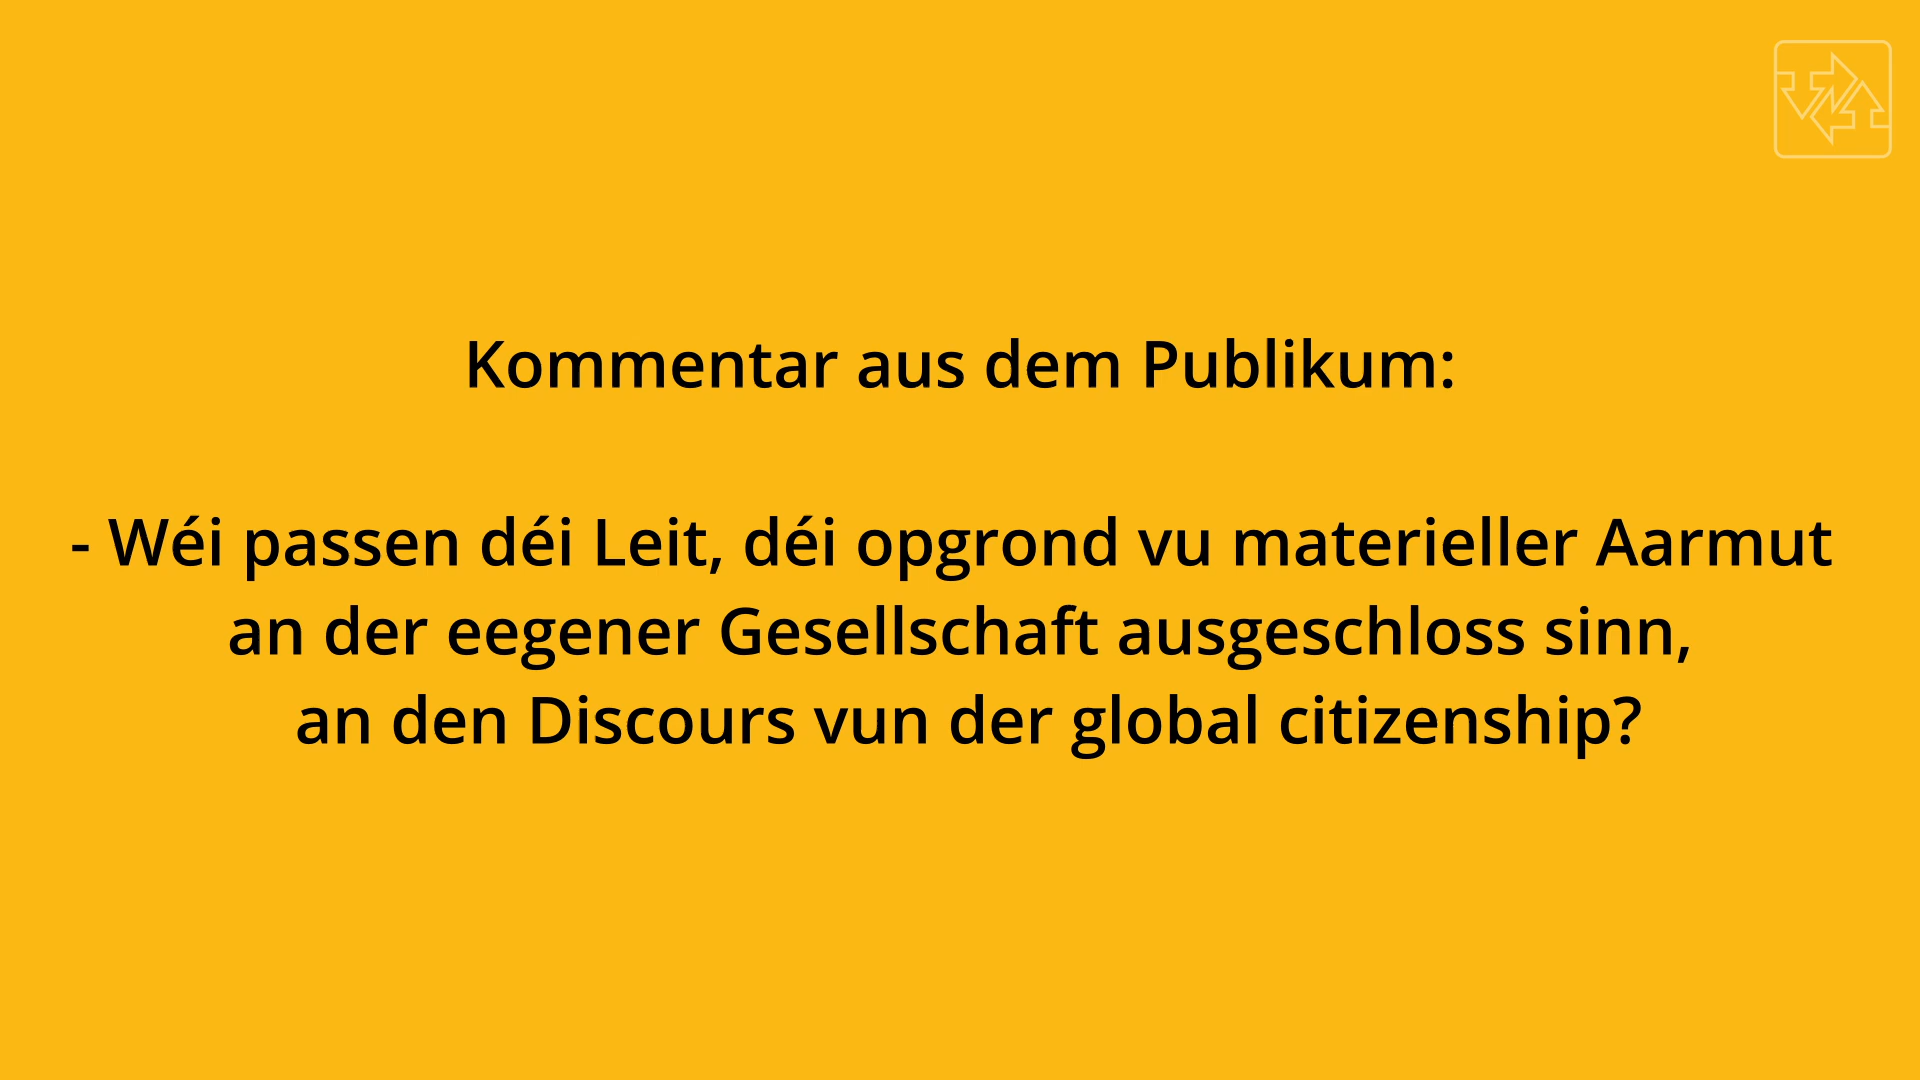 Kommentar aus dem Publikum:
- Wéi passen déi Leit, déi opgrond vu materieller Aarmut
an der eegener Gesellschaft ausgeschloss sinn,
an den Discours vun der global citizenship?